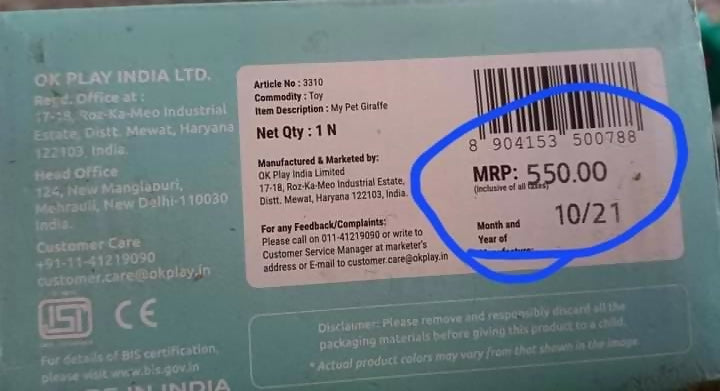 OK PLAY INDIA LTD.
Regd. Office at :
17-18, Roz-Ka-Meo Industrial
Estate, Distt. Mewat, Haryana
122103, India.
Head Office
124, New Manglapuri,
Mehrauli, New Delhi-110030
India.
Customer Care
+91-11-41219090
customer.care@okplay.in
ISI CE
For details of BIS certification,
please visit www.bis.gov.in
IN INDIA
Article No : 3310
Commodity : Toy
Item Description : My Pet Giraffe
Net Qty : 1 N
Manufactured & Marketed by:
OK Play India Limited
17-18, Roz-Ka-Meo Industrial Estate,
Distt. Mewat, Haryana 122103, India.
For any Feedback/Complaints:
Please call on 011-41219090 or write to
Customer Service Manager at marketer's
address or E-mail to customer.care@okplay.in
8 904153 500788
MRP: 550.00
(Inclusive of all taxes)
10/21
Month and
Year of
Manufacture:
Disclaimer: Please remove and responsibly discard all the
packaging materials before giving this product to a child.
* Actual product colors may vary from that shown in the image.